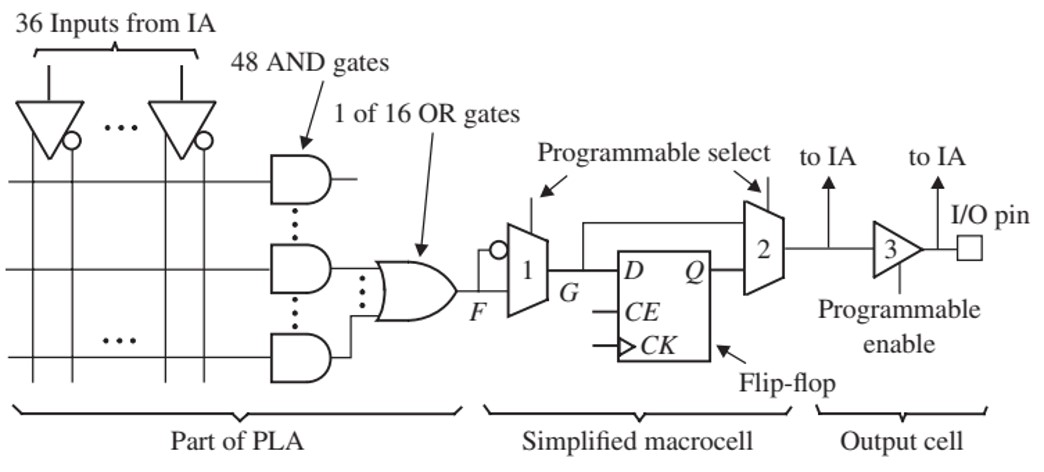 36 Inputs from IA
48 AND gates
1 of 16 OR gates
Programmable select
to IA
to IA
I/O pin
1
2
3
D
Q
F
G
CE
CK
Programmable
enable
Flip-flop
Part of PLA
Simplified macrocell
Output cell